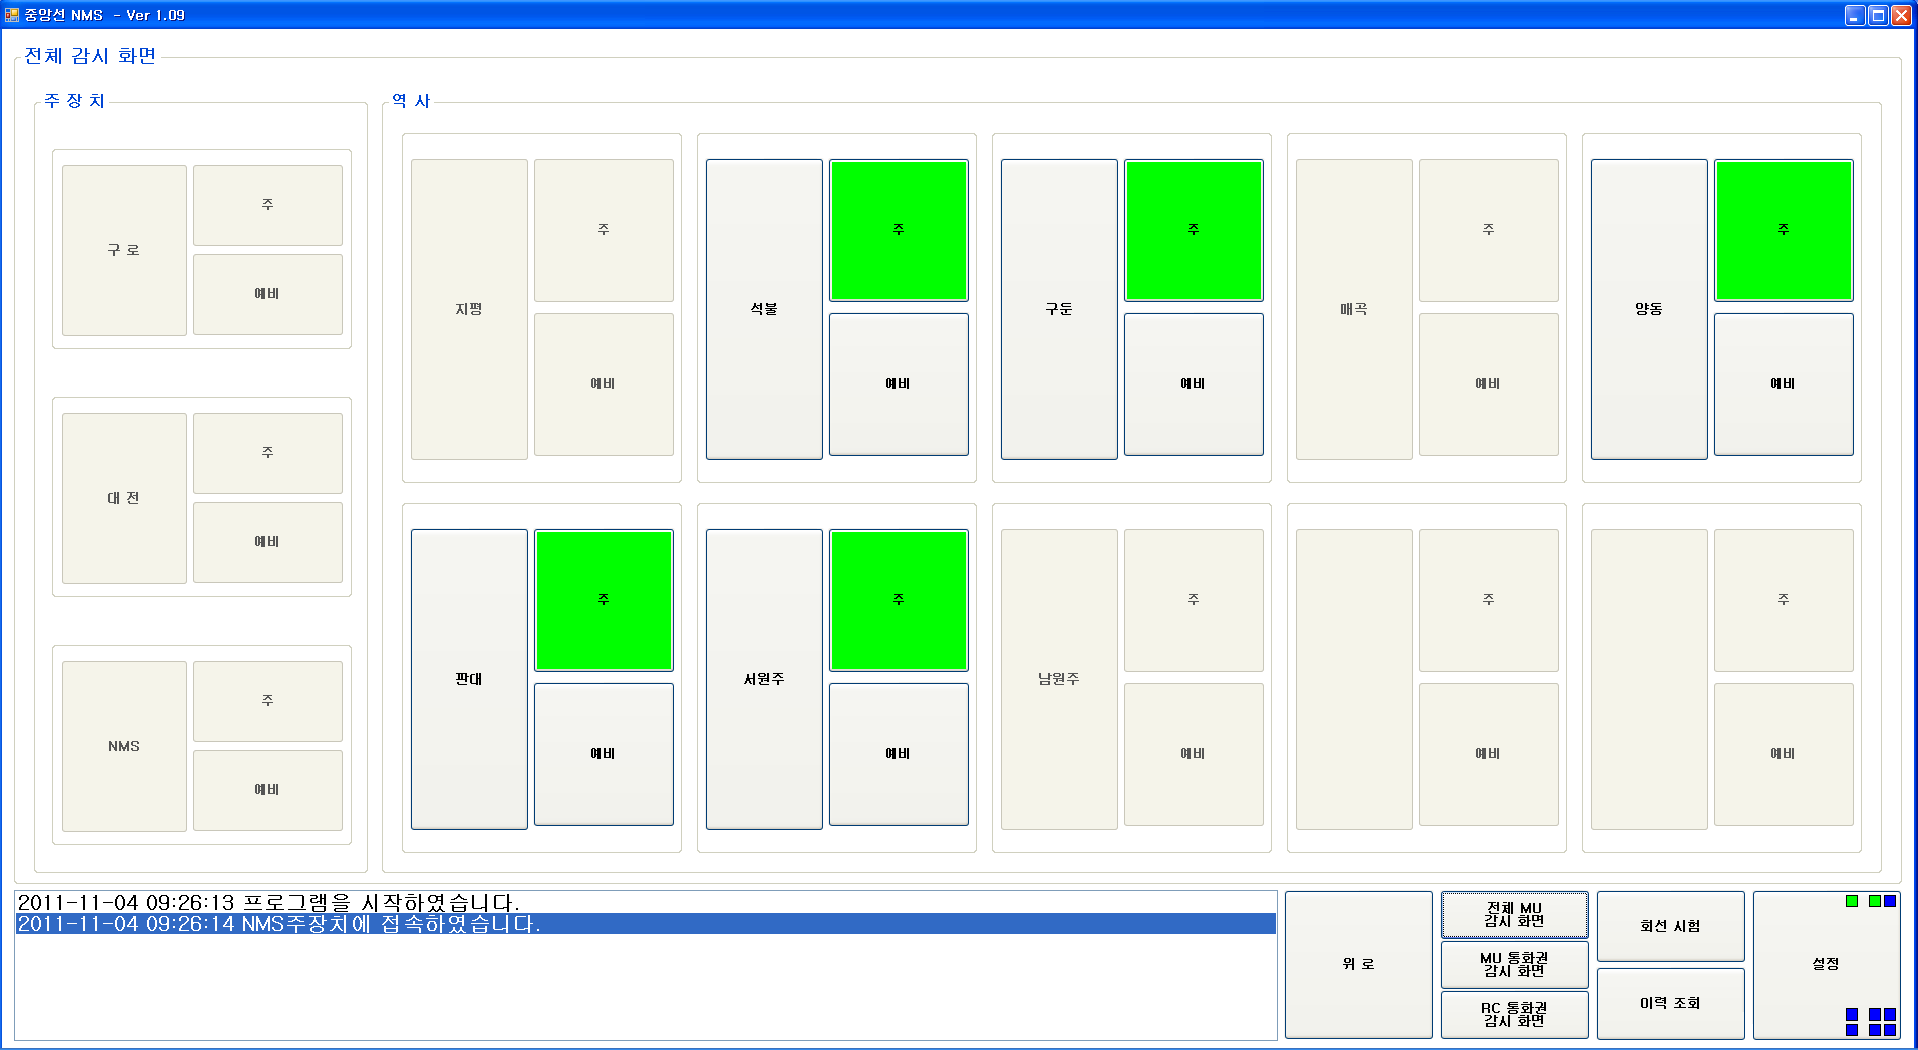 중앙선 NMS - Ver 1.09
전체 감시 화면
주 장 치
구 로
주
예비
대 전
주
예비
NMS
주
예비
역 사
지평
주
예비
석불
주
예비
구둔
주
예비
매곡
주
예비
양동
주
예비
판대
주
예비
서원주
주
예비
남원주
주
예비
주
예비
주
예비
2011-11-04 09:26:13 프로그램을 시작하였습니다.
2011-11-04 09:26:14 NMS주장치에 접속하였습니다.
위 로
전체 MU
감시 화면
MU 통화권
감시 화면
RC 통화권
감시 화면
회선 시험
이력 조회
설정